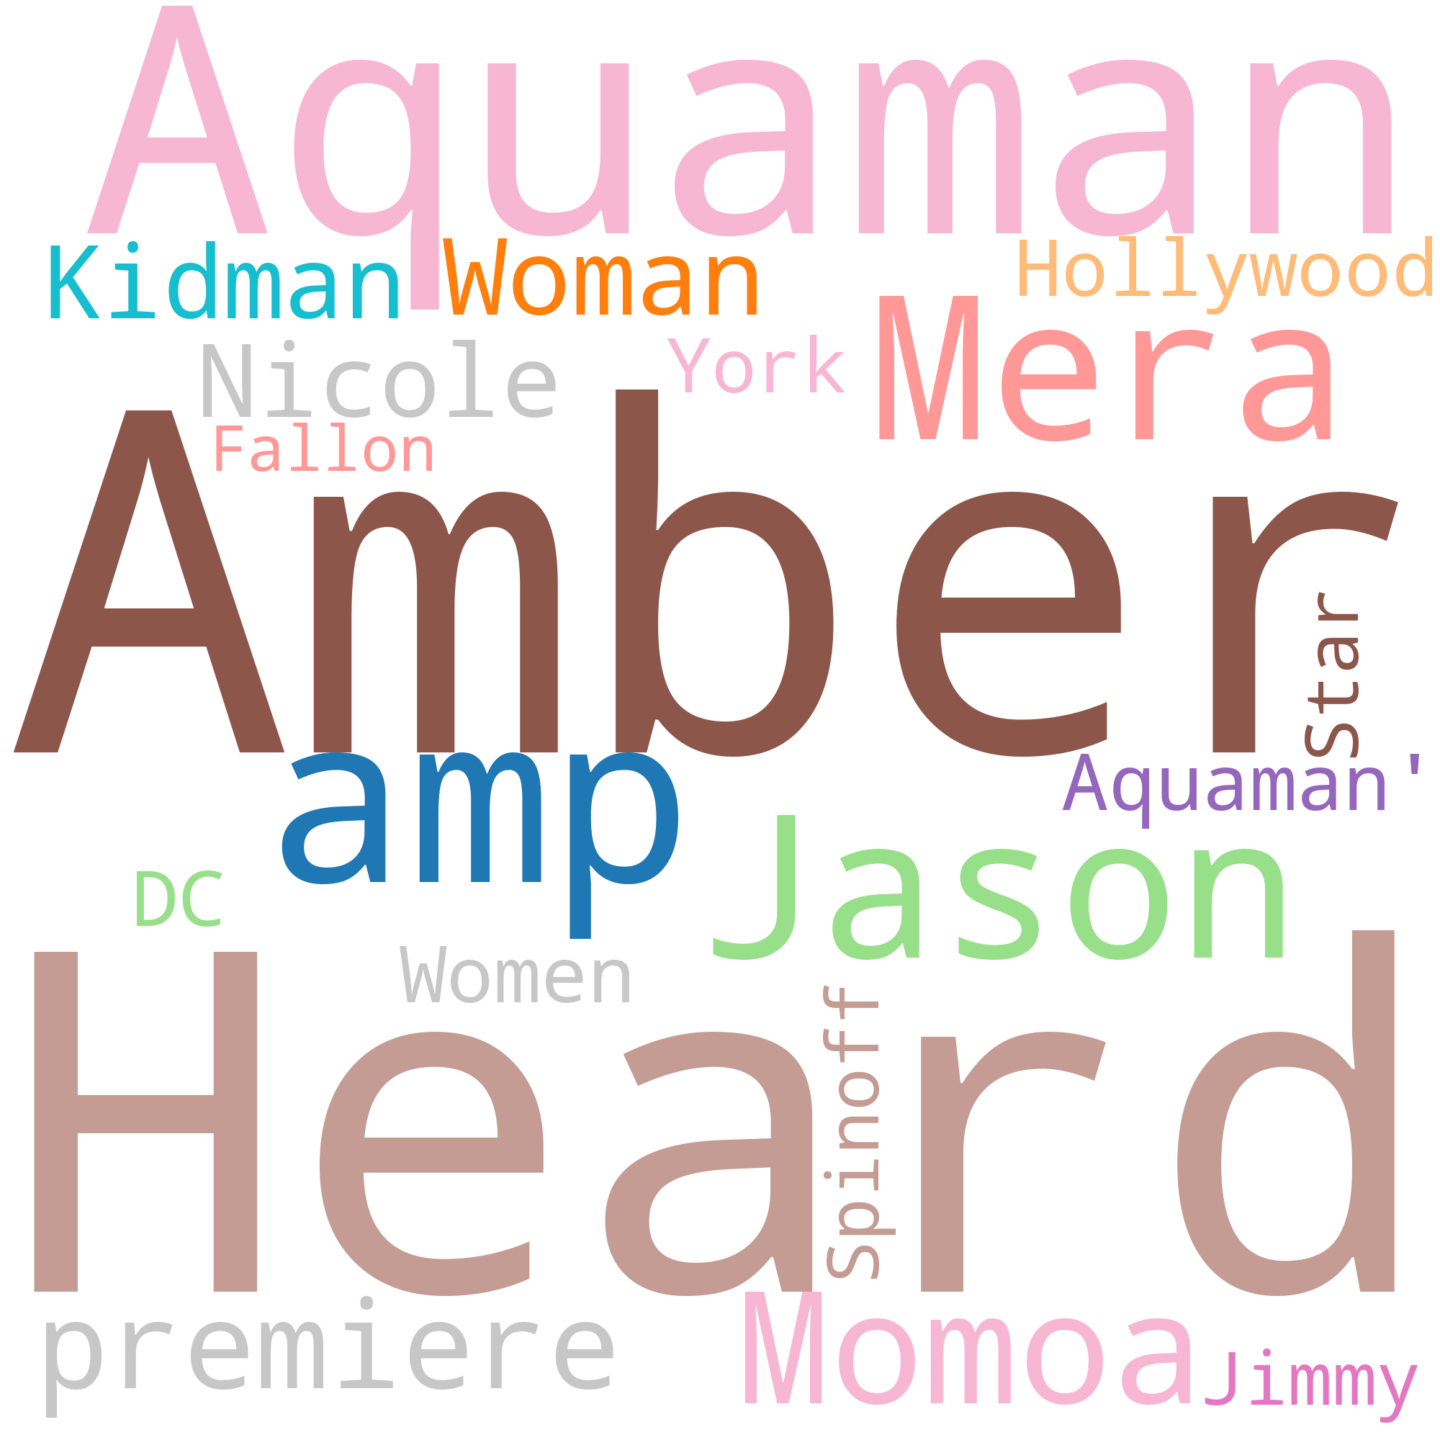 Aquaman
Kidman Woman Hollywood
Nicole York Mera
Fallon
Amber
Star
amp Aquaman'
Jason
DC
Women
Heard
Spinoff
premiere Momoa Jimmy